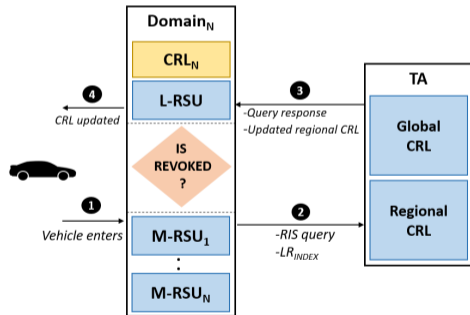 Domain_N
CRL_N
L-RSU
IS
REVOKED
?
M-RSU_1
⋮
M-RSU_N
4
CRL updated
1
Vehicle enters
3
-Query response
-Updated regional CRL
2
-RIS query
-LR_INDEX
TA
Global
CRL
Regional
CRL